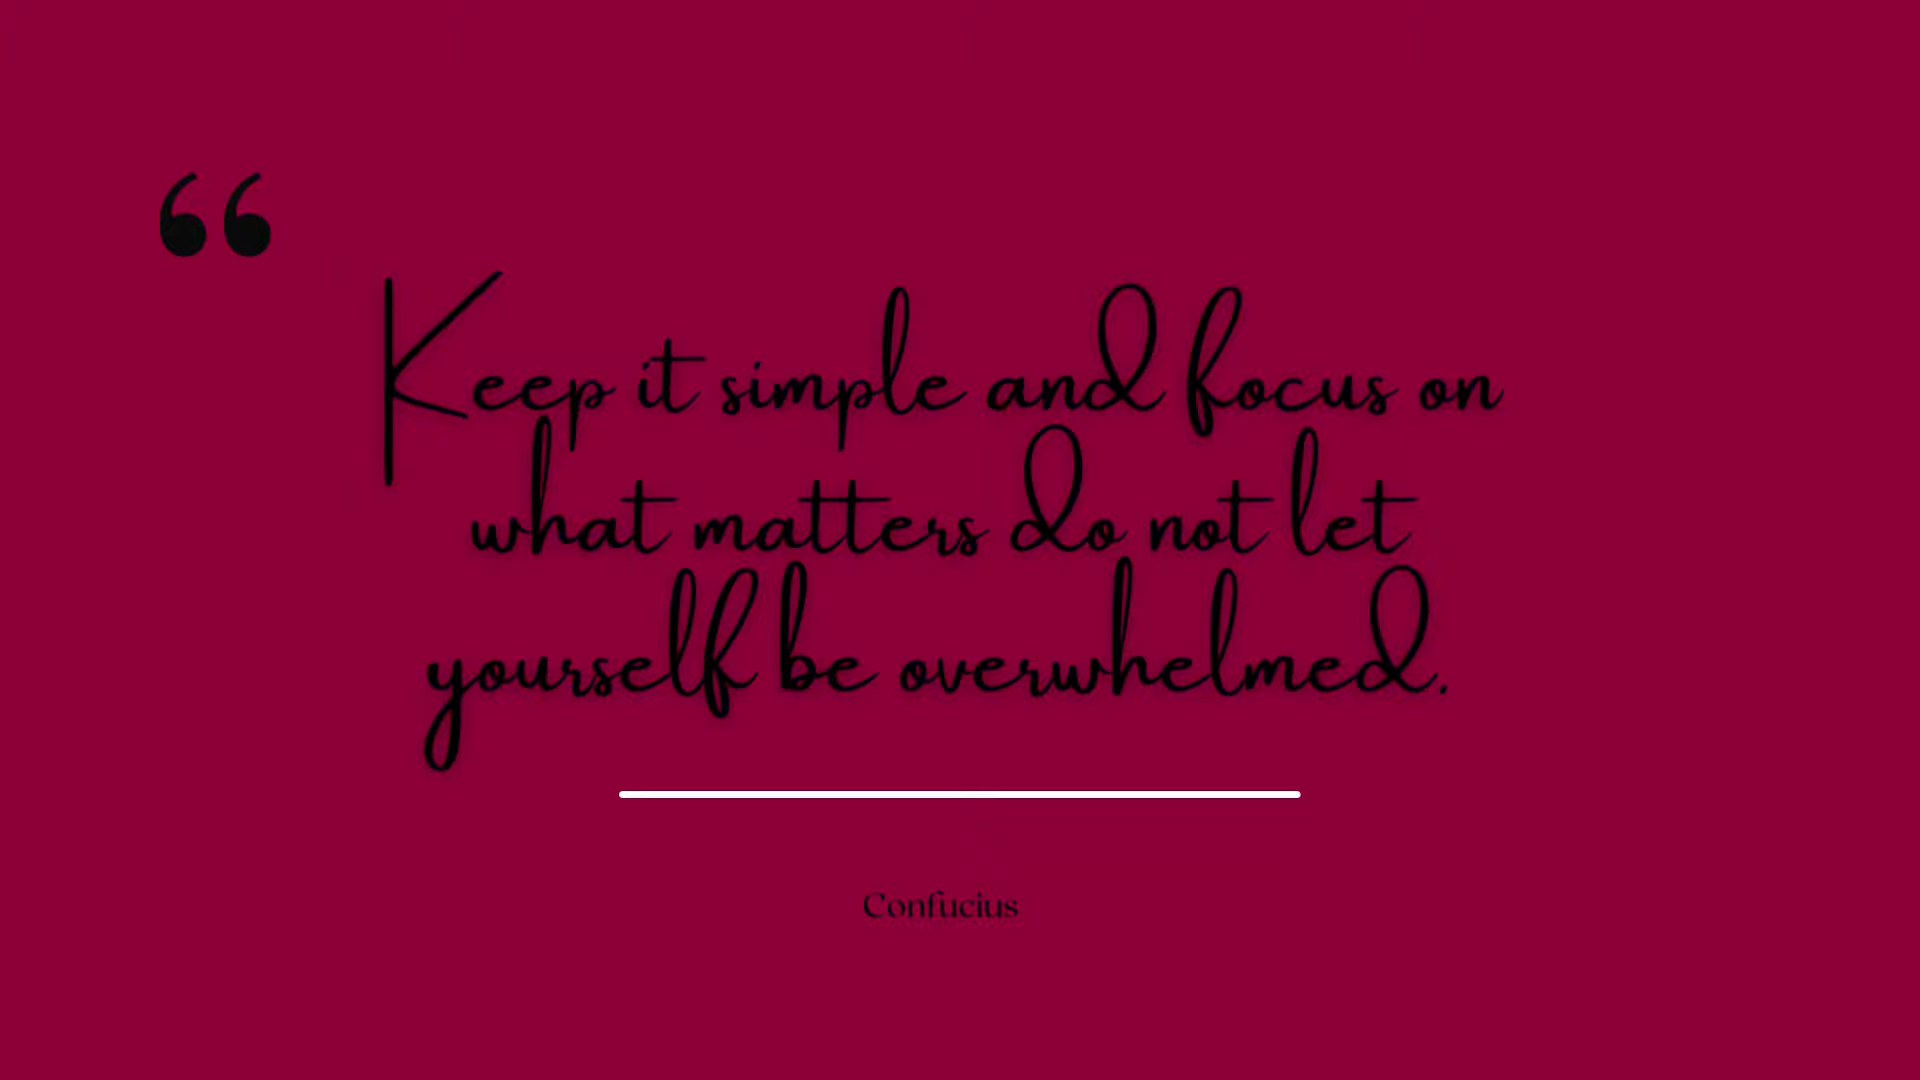 “
Keep it simple and focus on
what matters do not let
yourself be overwhelmed.
Confucius